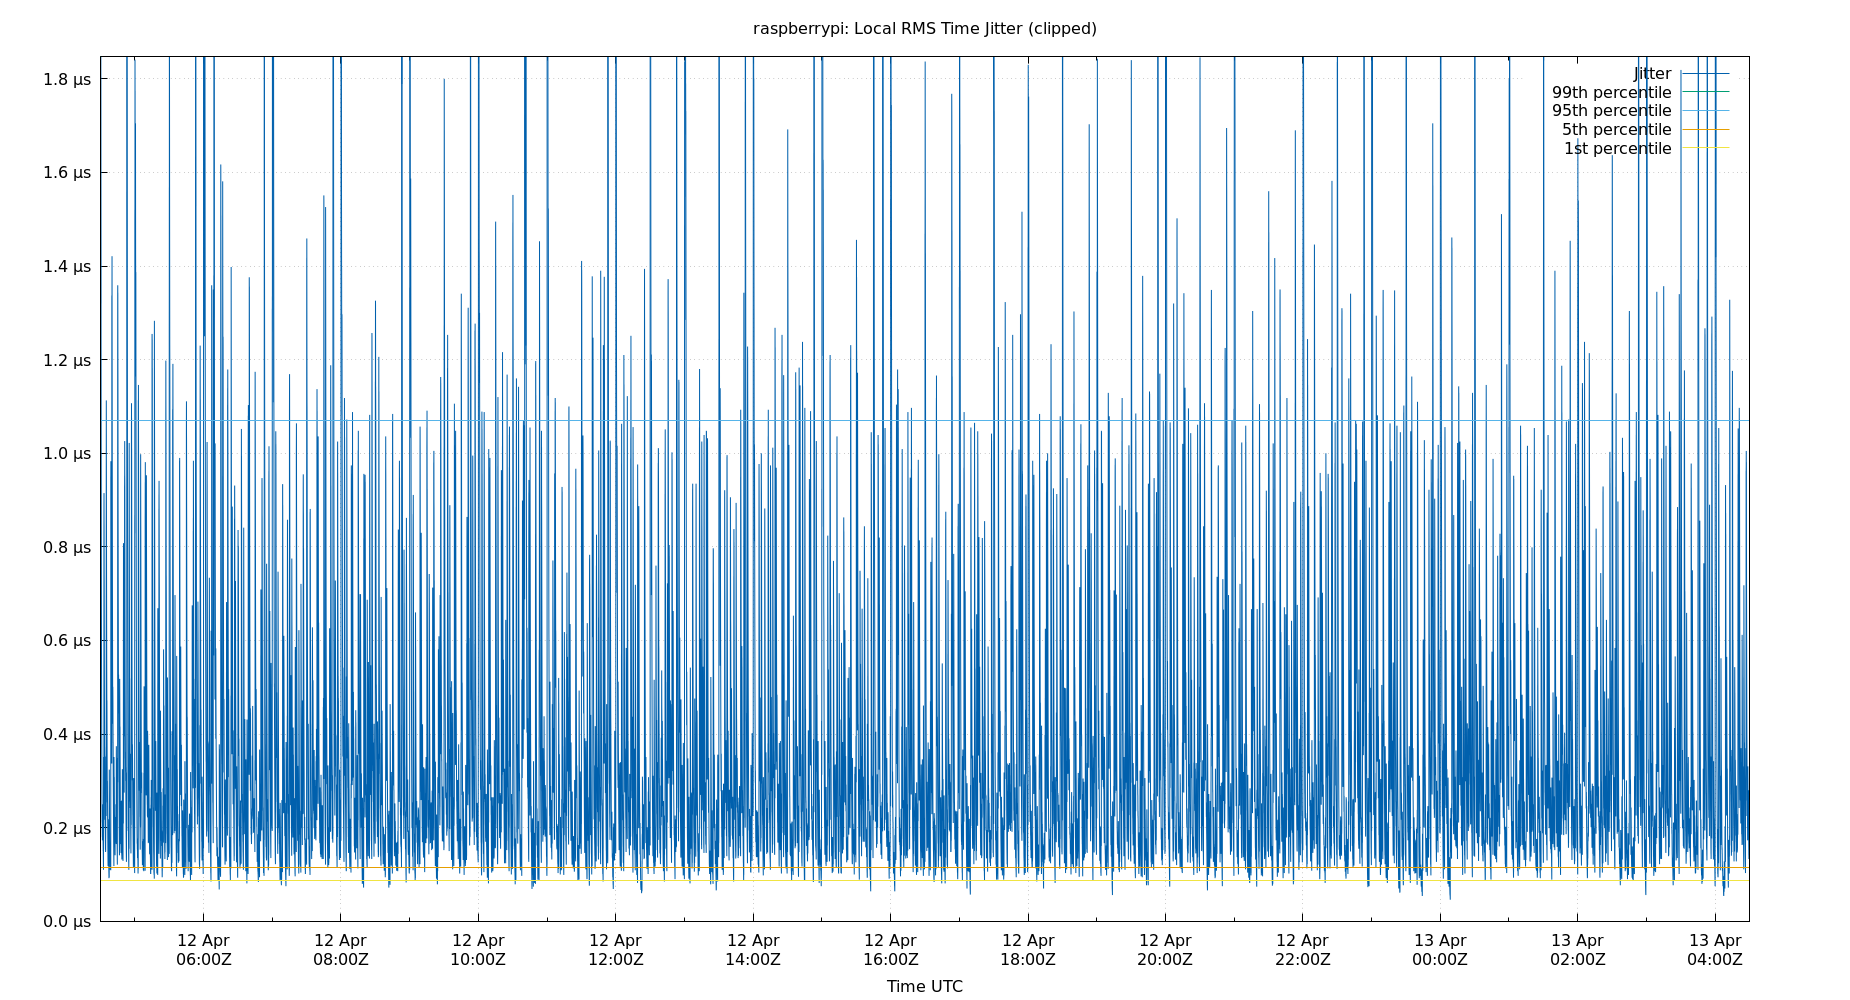 raspberrypi: Local RMS Time Jitter (clipped)
1.8 µs
1.6 µs
1.4 µs
1.2 µs
1.0 µs
0.8 µs
0.6 µs
0.4 µs
0.2 µs
0.0 µs
Jitter
99th percentile
95th percentile
5th percentile
1st percentile
12 Apr 12 Apr 12 Apr 12 Apr 12 Apr 12 Apr 12 Apr 12 Apr 12 Apr 13 Apr 13 Apr 13 Apr
06:00Z 08:00Z 10:00Z 12:00Z 14:00Z 16:00Z 18:00Z 20:00Z 22:00Z 00:00Z 02:00Z 04:00Z
Time UTC